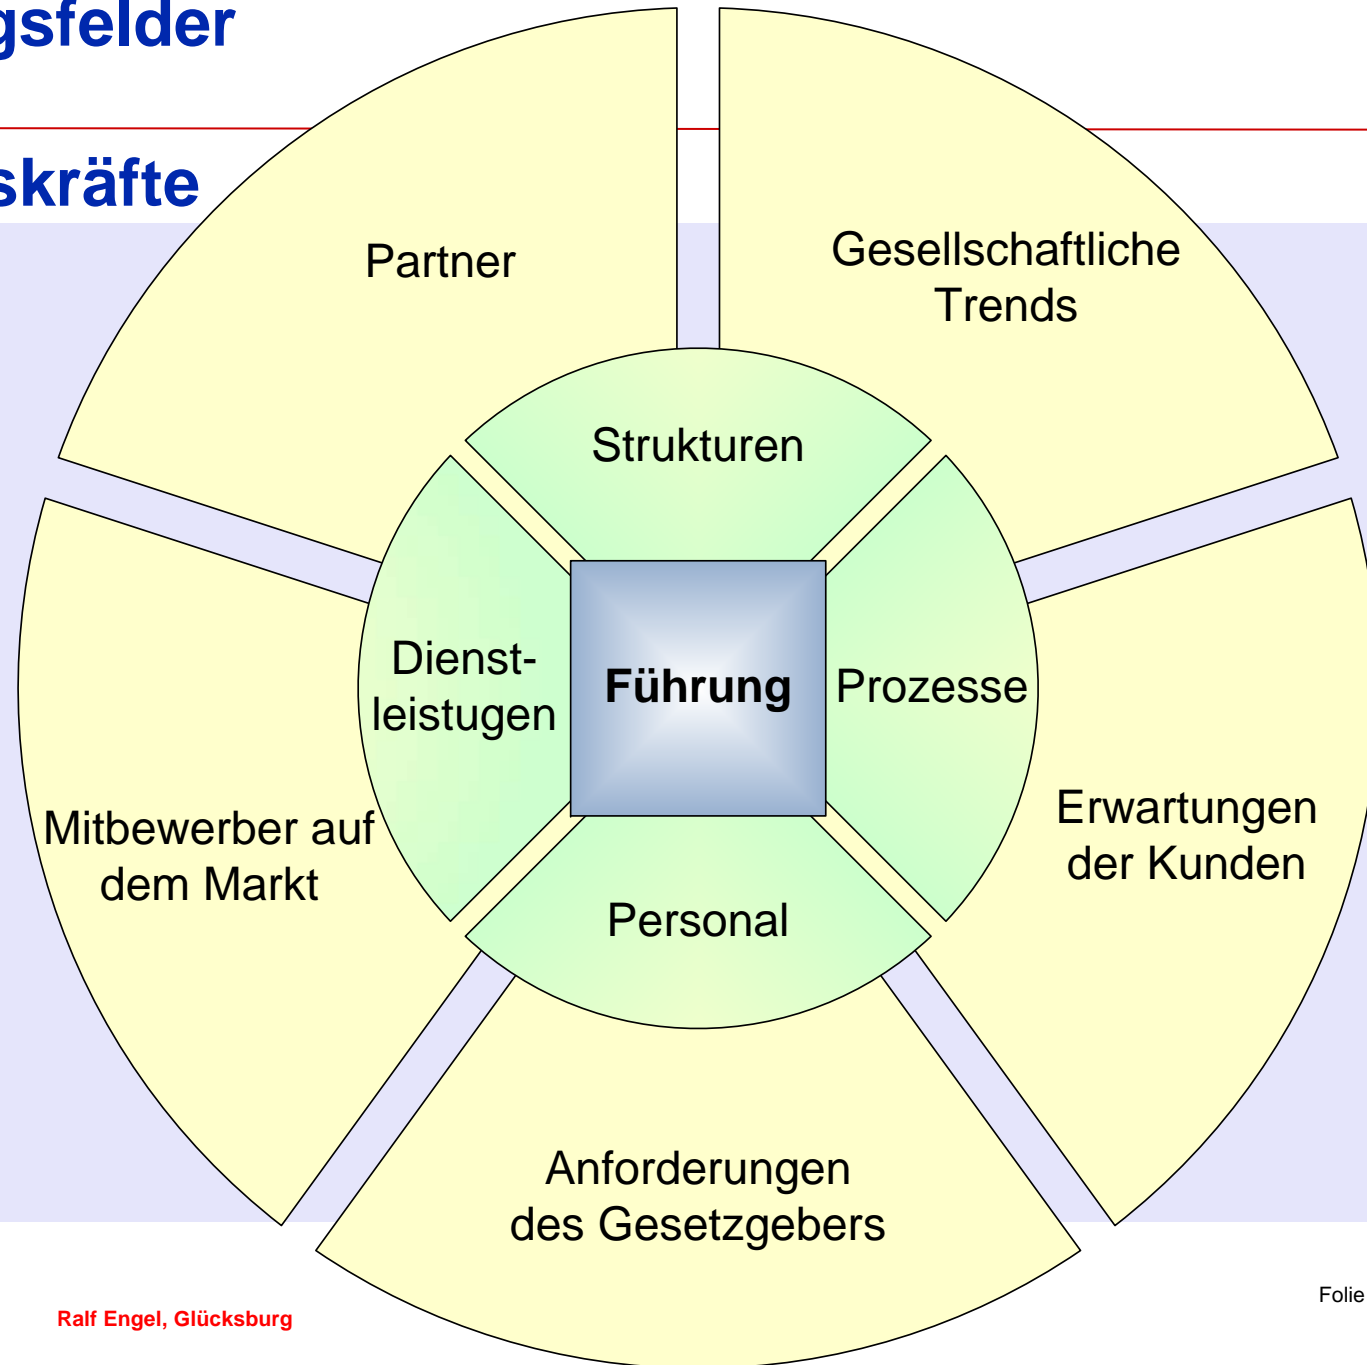 gsfelder
skräfte
Partner
Gesellschaftliche
Trends
Strukturen
Dienst-
leistugen
Führung
Prozesse
Mitbewerber auf
dem Markt
Erwartungen
der Kunden
Personal
Anforderungen
des Gesetzgebers
Ralf Engel, Glücksburg
Folie